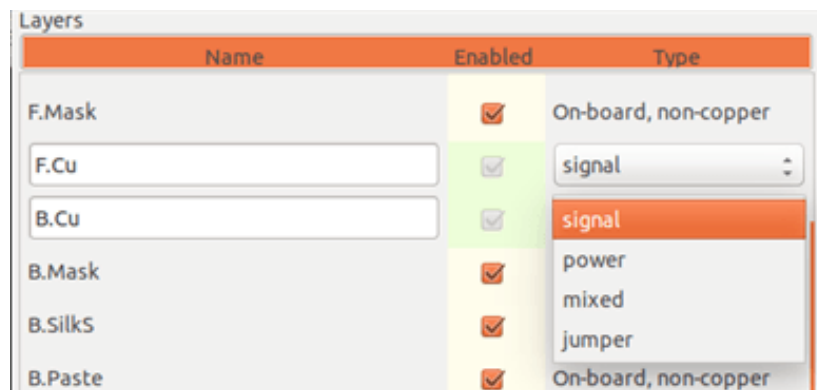 Layers
Name Enabled Type
F.Mask On-board, non-copper
F.Cu signal
B.Cu signal
power
B.Mask
mixed
B.SilkS
jumper
B.Paste On-board, non-copper